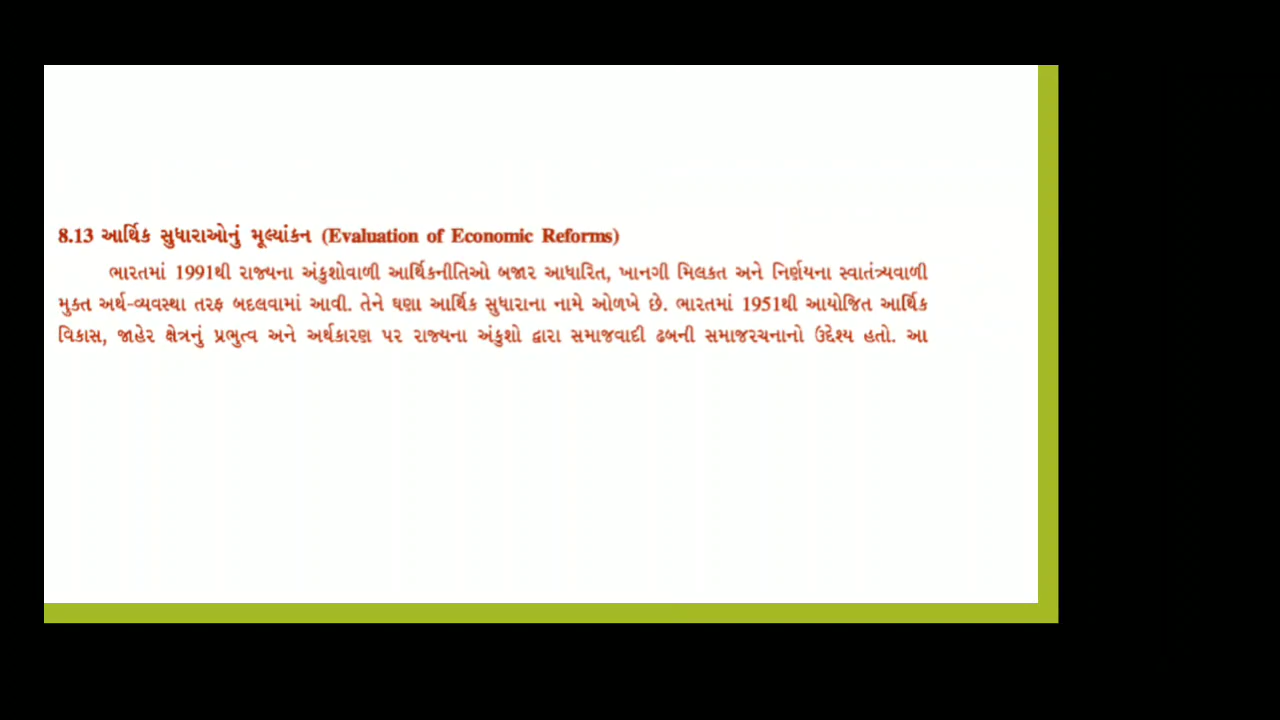 8.13 આર્થિક સુધારાઓનું મૂલ્યાંકન (Evaluation of Economic Reforms)
ભારતમાં 1991થી રાજ્યના અંકુશોવાળી આર્થિકનીતિઓ બજાર આધારિત, ખાનગી મિલકત અને નિર્ણયના સ્વાતંત્ર્યવાળી
મુક્ત અર્થ-વ્યવસ્થા તરફ બદલવામાં આવી. તેને ઘણા આર્થિક સુધારાના નામે ઓળખે છે. ભારતમાં 1951થી આયોજિત આર્થિક
વિકાસ, જાહેર ક્ષેત્રનું પ્રભુત્વ અને અર્થકારણ પર રાજ્યના અંકુશો દ્વારા સમાજવાદી ઢબની સમાજરચનાનો ઉદ્દેશ્ય હતો. આ